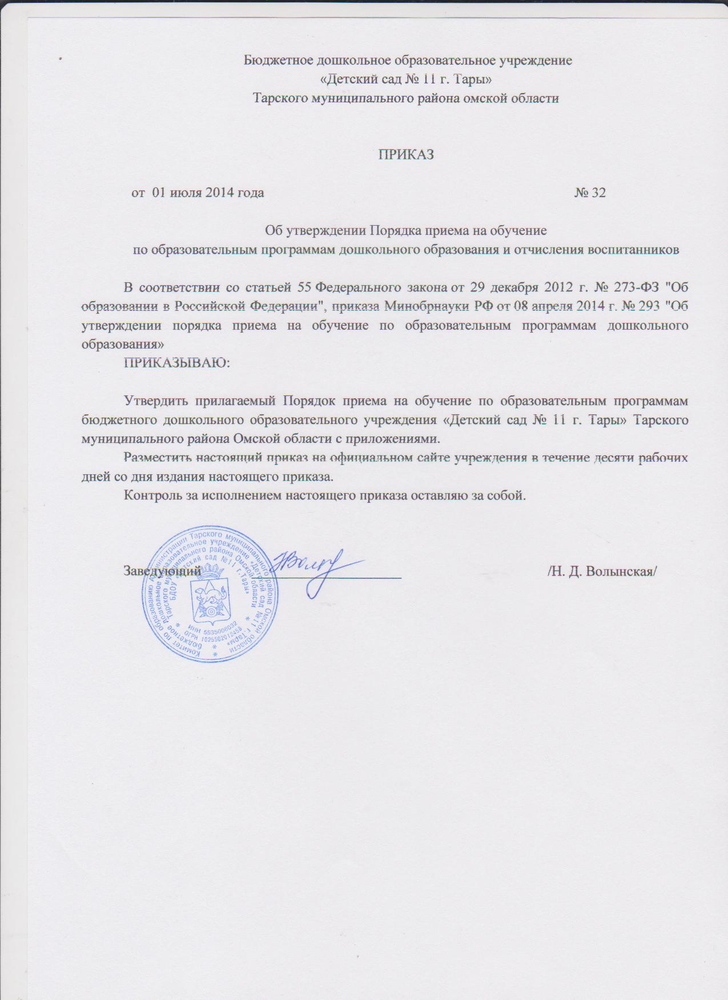 Бюджетное дошкольное образовательное учреждение
«Детский сад № 11 г. Тары»
Тарского муниципального района омской области
ПРИКАЗ
от 01 июля 2014 года № 32
Об утверждении Порядка приема на обучение
по образовательным программам дошкольного образования и отчисления воспитанников
В соответствии со статьей 55 Федерального закона от 29 декабря 2012 г. № 273-ФЗ "Об
образовании в Российской Федерации", приказа Минобрнауки РФ от 08 апреля 2014 г. № 293 "Об
утверждении порядка приема на обучение по образовательным программам дошкольного
образования»
ПРИКАЗЫВАЮ:
Утвердить прилагаемый Порядок приема на обучение по образовательным программам
бюджетного дошкольного образовательного учреждения «Детский сад № 11 г. Тары» Тарского
муниципального района Омской области с приложениями.
Разместить настоящий приказ на официальном сайте учреждения в течение десяти рабочих
дней со дня издания настоящего приказа.
Контроль за исполнением настоящего приказа оставляю за собой.
Заведующий /Н. Д. Волынская/
Комитет по образованию Администрации Тарского муниципального района Омской области
бюджетное дошкольное образовательное учреждение «Детский сад №11 г.Тары»
Тарского муниципального района Омской области
БДОУ «Детский сад №11 г.Тары»
ИНН 5535006032
ОГРН 1025502012458